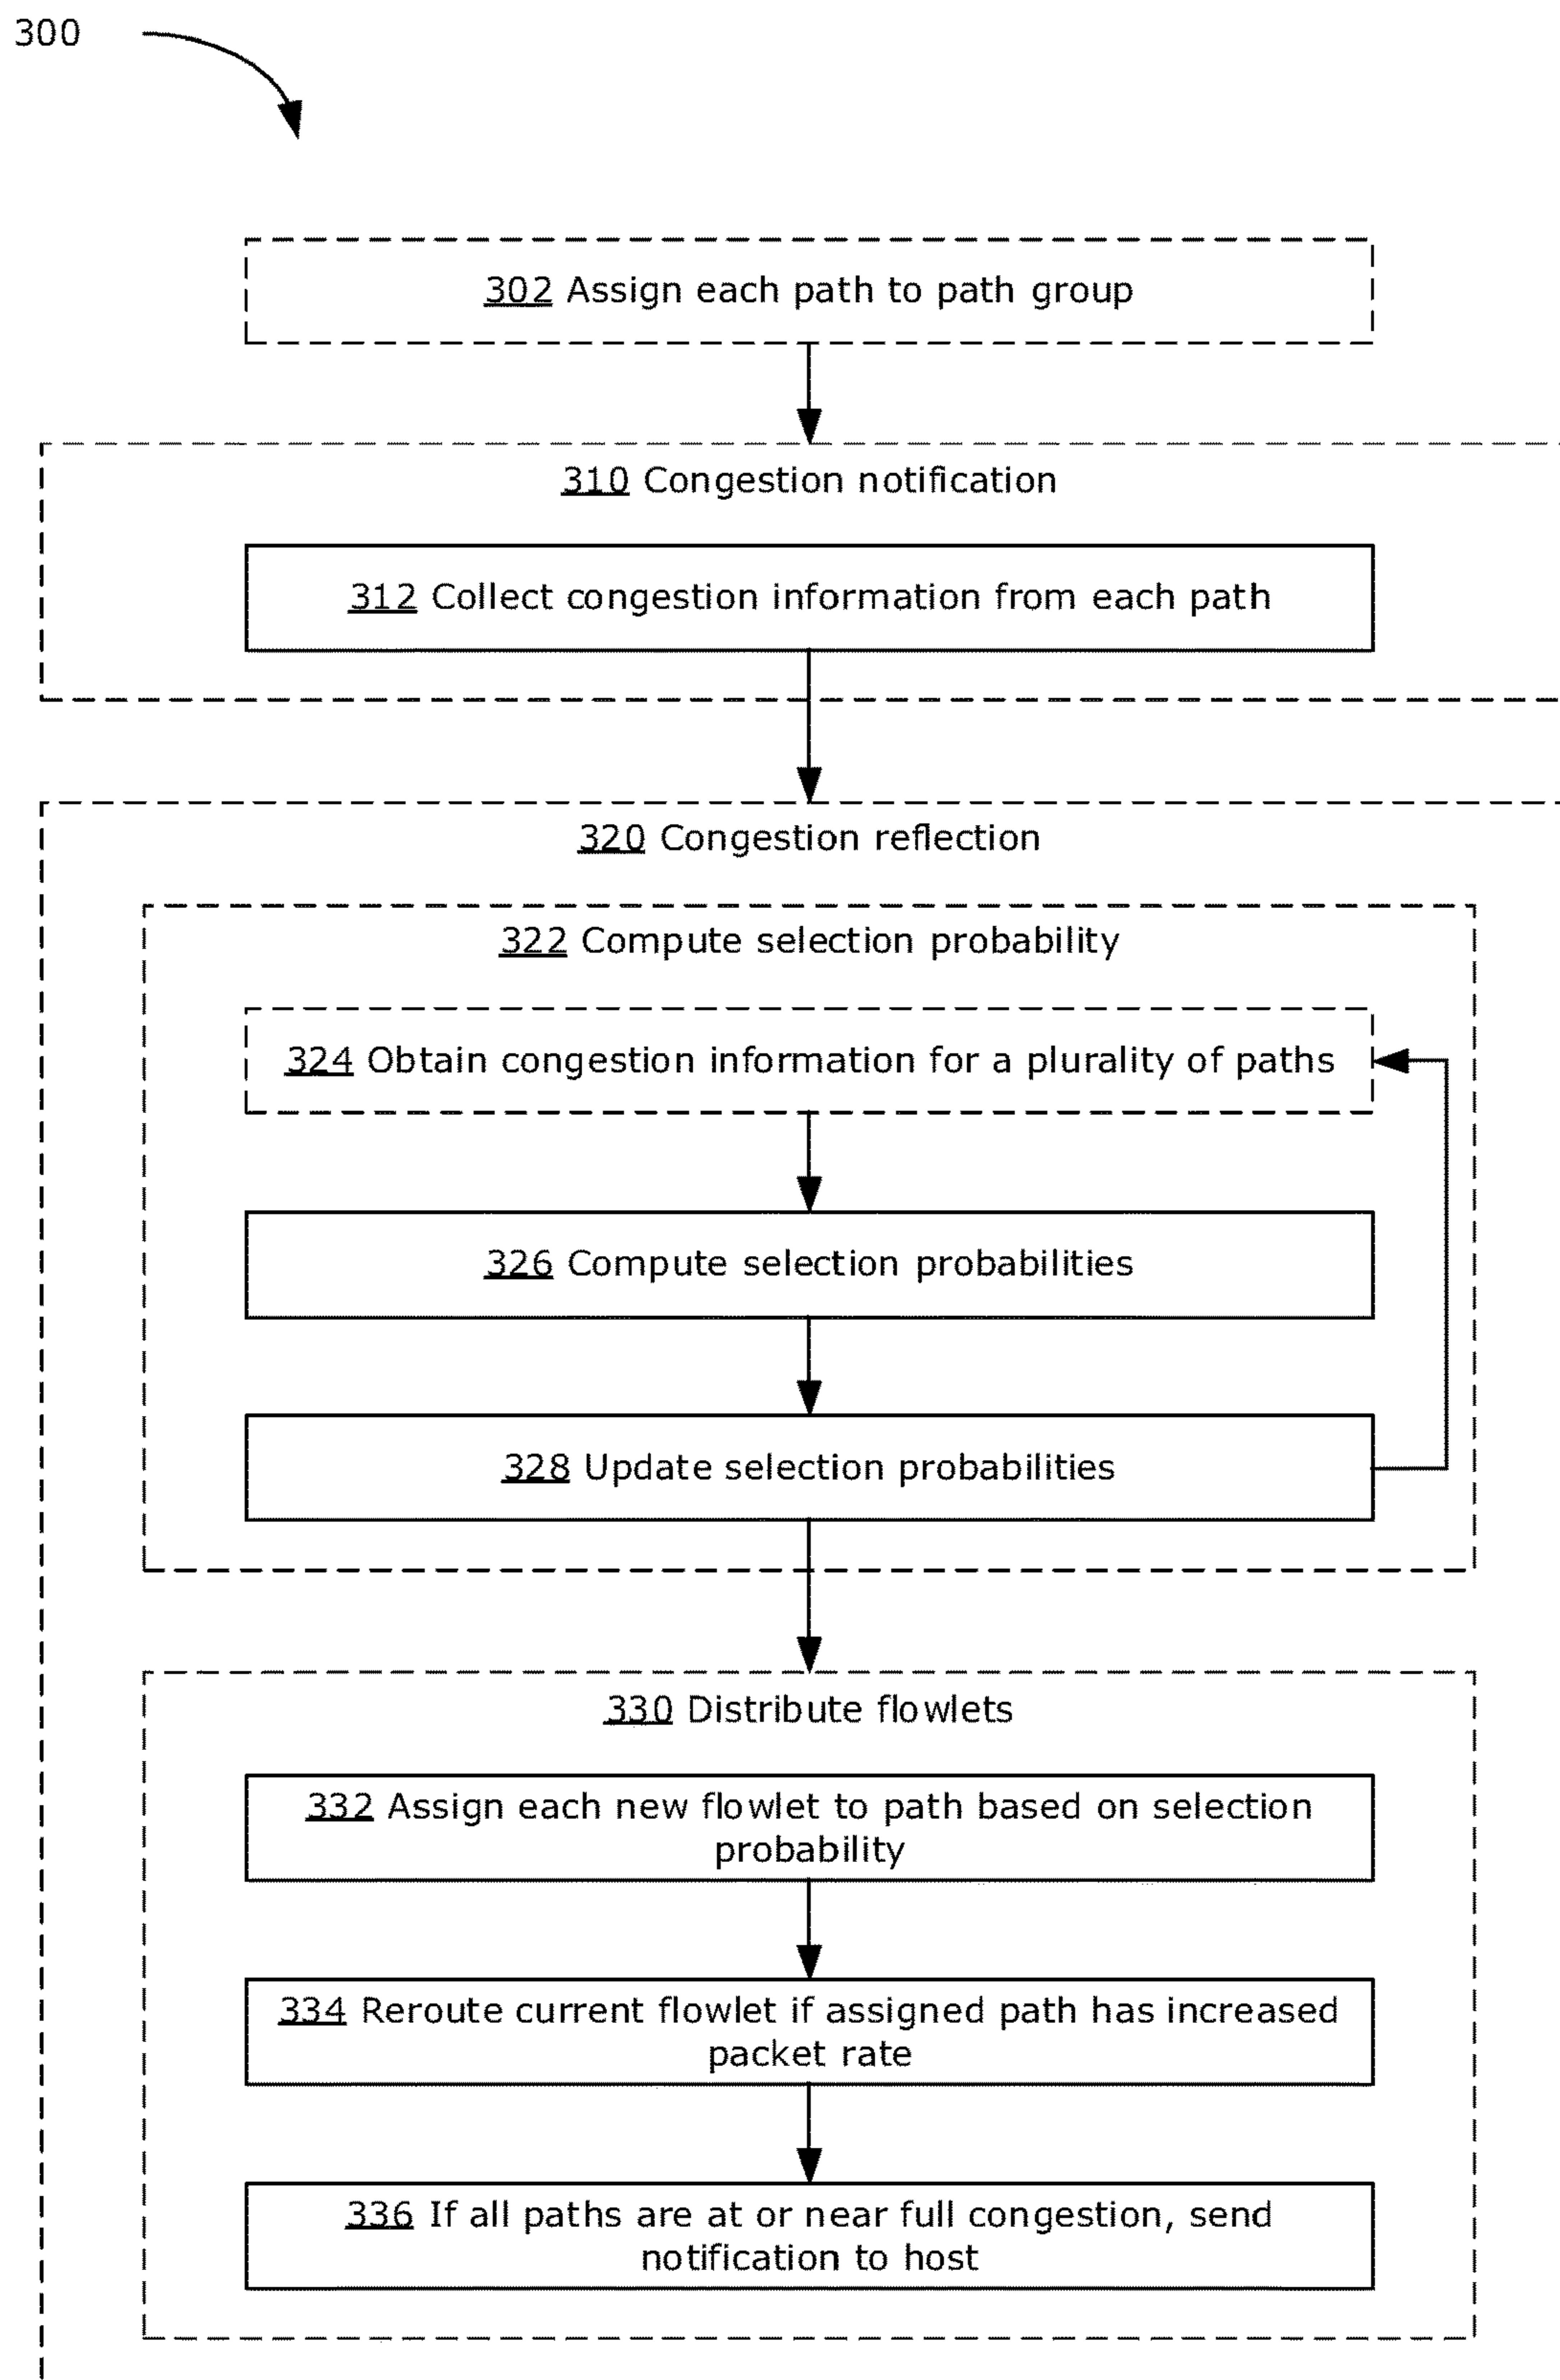 300
302 Assign each path to path group
310 Congestion notification
312 Collect congestion information from each path
320 Congestion reflection
322 Compute selection probability
324 Obtain congestion information for a plurality of paths
326 Compute selection probabilities
328 Update selection probabilities
330 Distribute flowlets
332 Assign each new flowlet to path based on selection
probability
334 Reroute current flowlet if assigned path has increased
packet rate
336 If all paths are at or near full congestion, send
notification to host